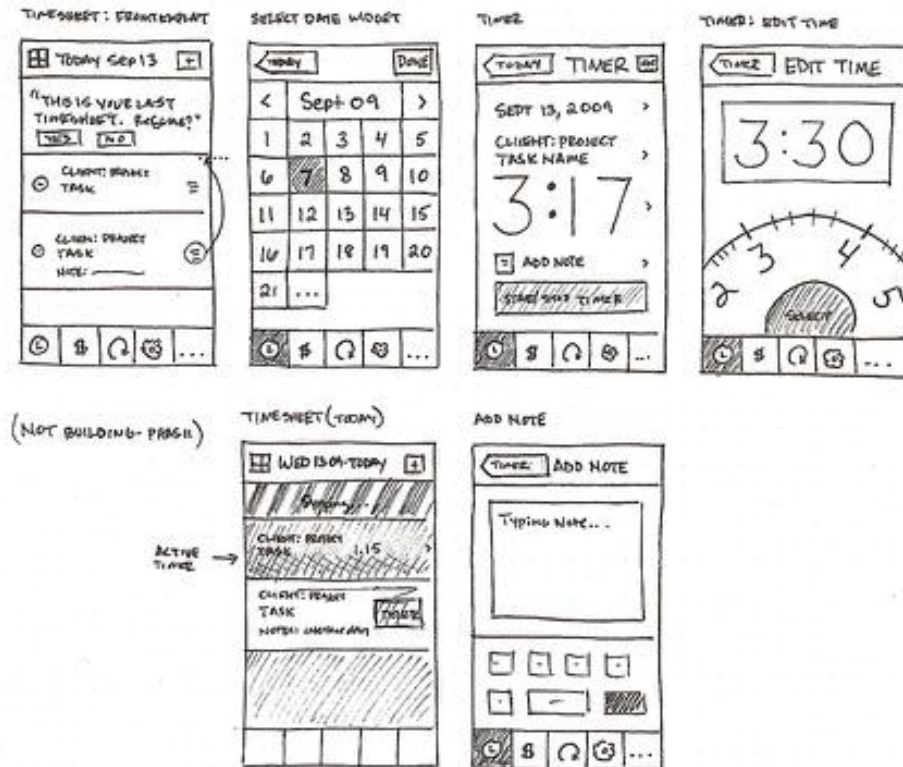 TIMESHEET:
SELECT DATE WIDGET
TIMER
TIMER: EDIT TIME
TODAY SEP 13 +
"THIS IS YOUR LAST
TIMESHEET. RESUME?"
YES NO
CLIENT: PROJECT
TASK
CLIENT: PROJECT
TASK
NOTE:
$ ...
TODAY DONE
< Sept 09 >
1 2 3 4 5
6 7 8 9 10
11 12 13 14 15
16 17 18 19 20
21 ...
$ ...
TODAY TIMER
SEPT 13, 2009 >
CLIENT: PROJECT
TASK NAME >
3:17 >
ADD NOTE >
START/STOP TIMER
$ ...
TIMER EDIT TIME
3:30
2 3 4 5
SELECT
$ ...
(NOT BUILDING-
TIMESHEET (TODAY)
ADD NOTE
ACTIVE
TIMER
WED 13 09-TODAY +
CLIENT: PROJECT
TASK 1.15 >
CLIENT: PROJECT
TASK
NOTES:
TIMER ADD NOTE
TYPING NOTE...
$ ...